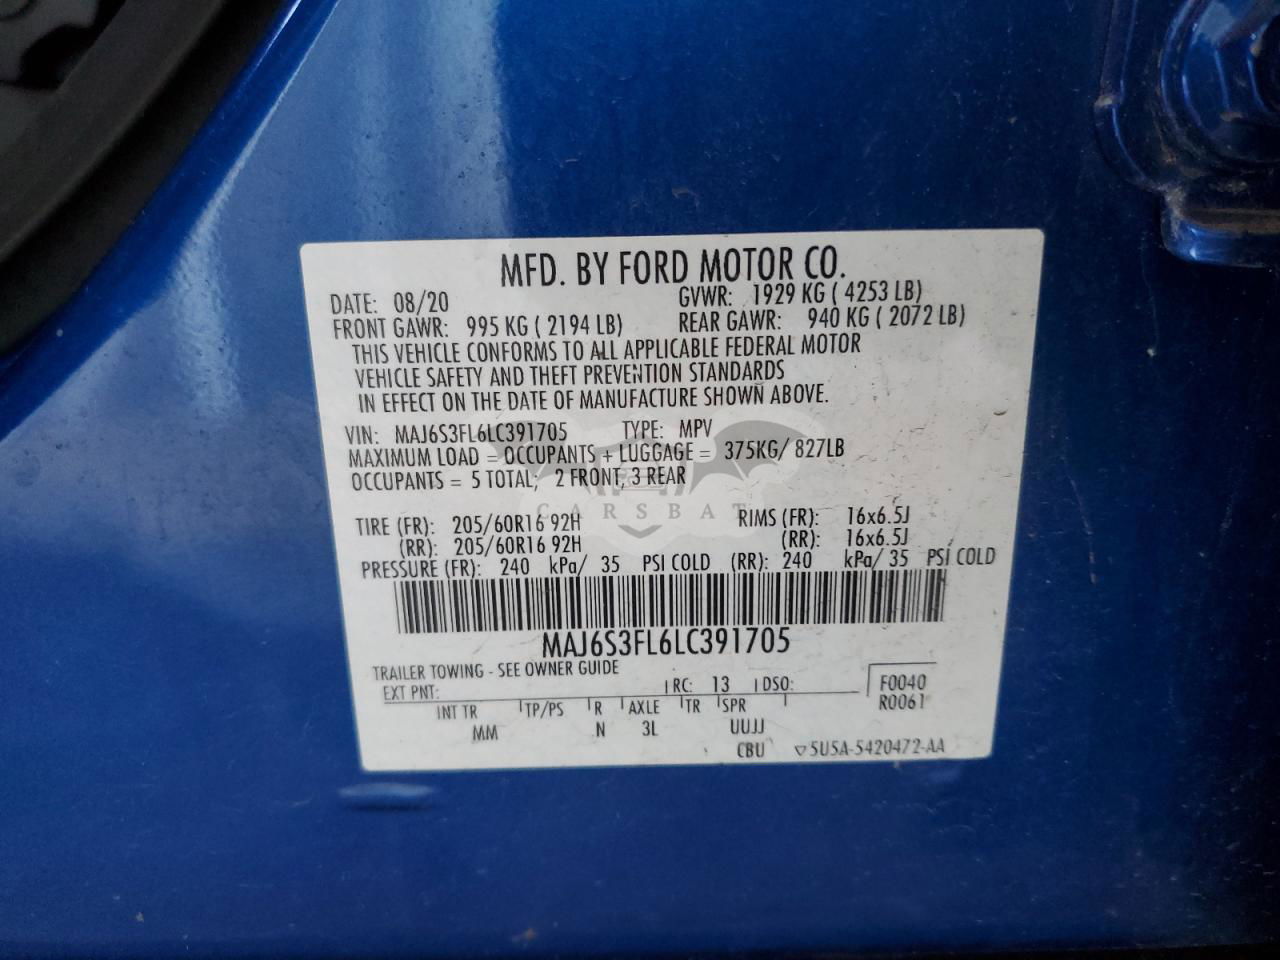 MFD. BY FORD MOTOR CO.
DATE: 08/20 GVWR: 1929 KG ( 4253 LB)
FRONT GAWR: 995 KG ( 2194 LB) REAR GAWR: 940 KG ( 2072 LB)
THIS VEHICLE CONFORMS TO ALL APPLICABLE FEDERAL MOTOR
VEHICLE SAFETY AND THEFT PREVENTION STANDARDS
IN EFFECT ON THE DATE OF MANUFACTURE SHOWN ABOVE.
VIN: MAJ6S3FL6LC391705 TYPE: MPV
MAXIMUM LOAD = OCCUPANTS + LUGGAGE = 375KG/ 827LB
OCCUPANTS = 5 TOTAL; 2 FRONT, 3 REAR
CARSBAT
TIRE (FR): 205/60R16 92H RIMS (FR): 16x6.5J
(RR): 205/60R16 92H (RR): 16x6.5J
PRESSURE (FR): 240 kPa/ 35 PSI COLD (RR): 240 kPa/ 35 PSI COLD
MAJ6S3FL6LC391705
TRAILER TOWING - SEE OWNER GUIDE
EXT PNT: RC: 13 DSO: F0040
R0061
INT TR TP/PS R AXLE TR SPR
MM N 3L UUJJ
CBU ▽5U5A-5420472-AA